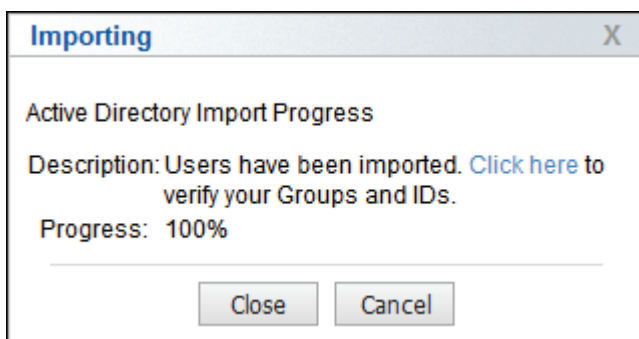 Importing X
Active Directory Import Progress
Description: Users have been imported. Click here to
verify your Groups and IDs.
Progress: 100%
Close Cancel